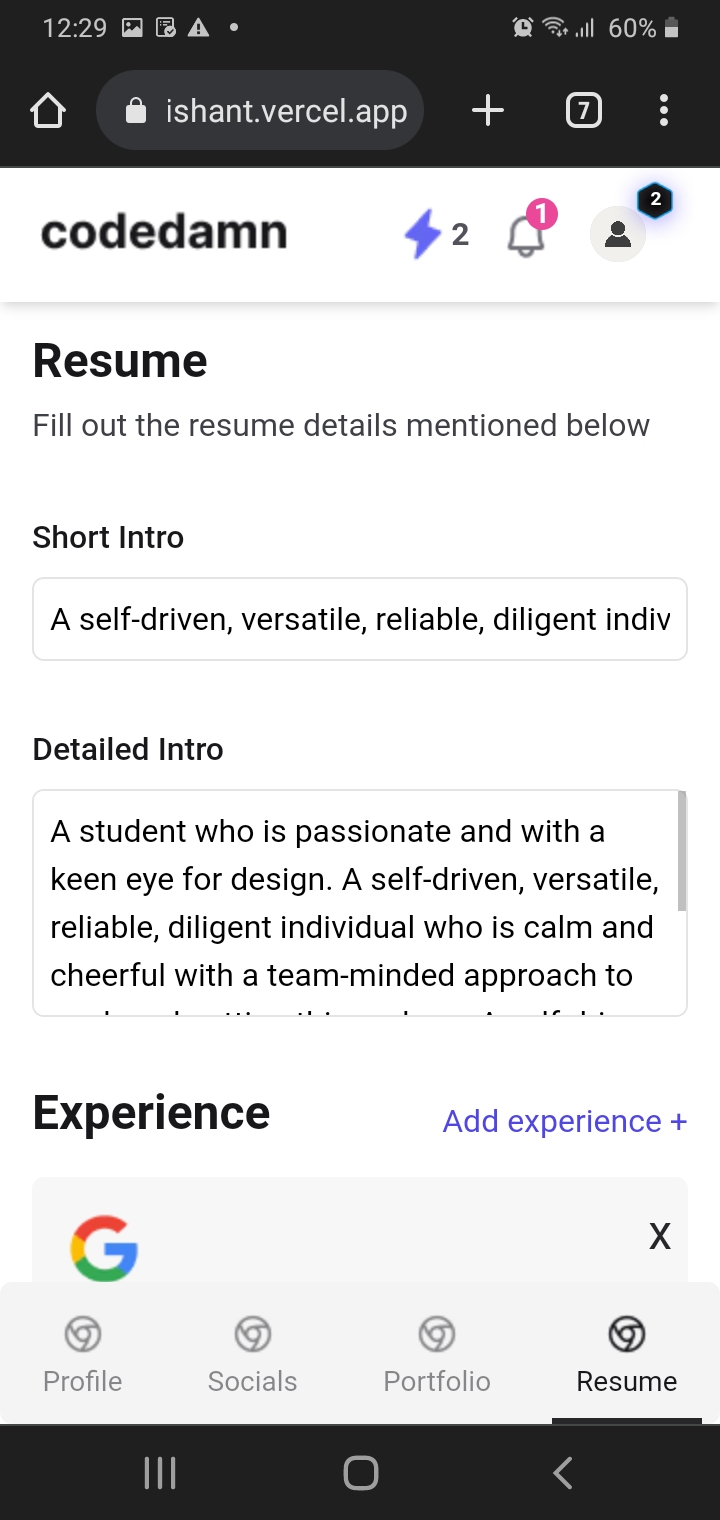 12:29
60%
ishant.vercel.app
7
codedamn
2
1
2
Resume
Fill out the resume details mentioned below
Short Intro
A self-driven, versatile, reliable, diligent indiv
Detailed Intro
A student who is passionate and with a
keen eye for design. A self-driven, versatile,
reliable, diligent individual who is calm and
cheerful with a team-minded approach to
Experience
Add experience +
G
X
Profile
Socials
Portfolio
Resume